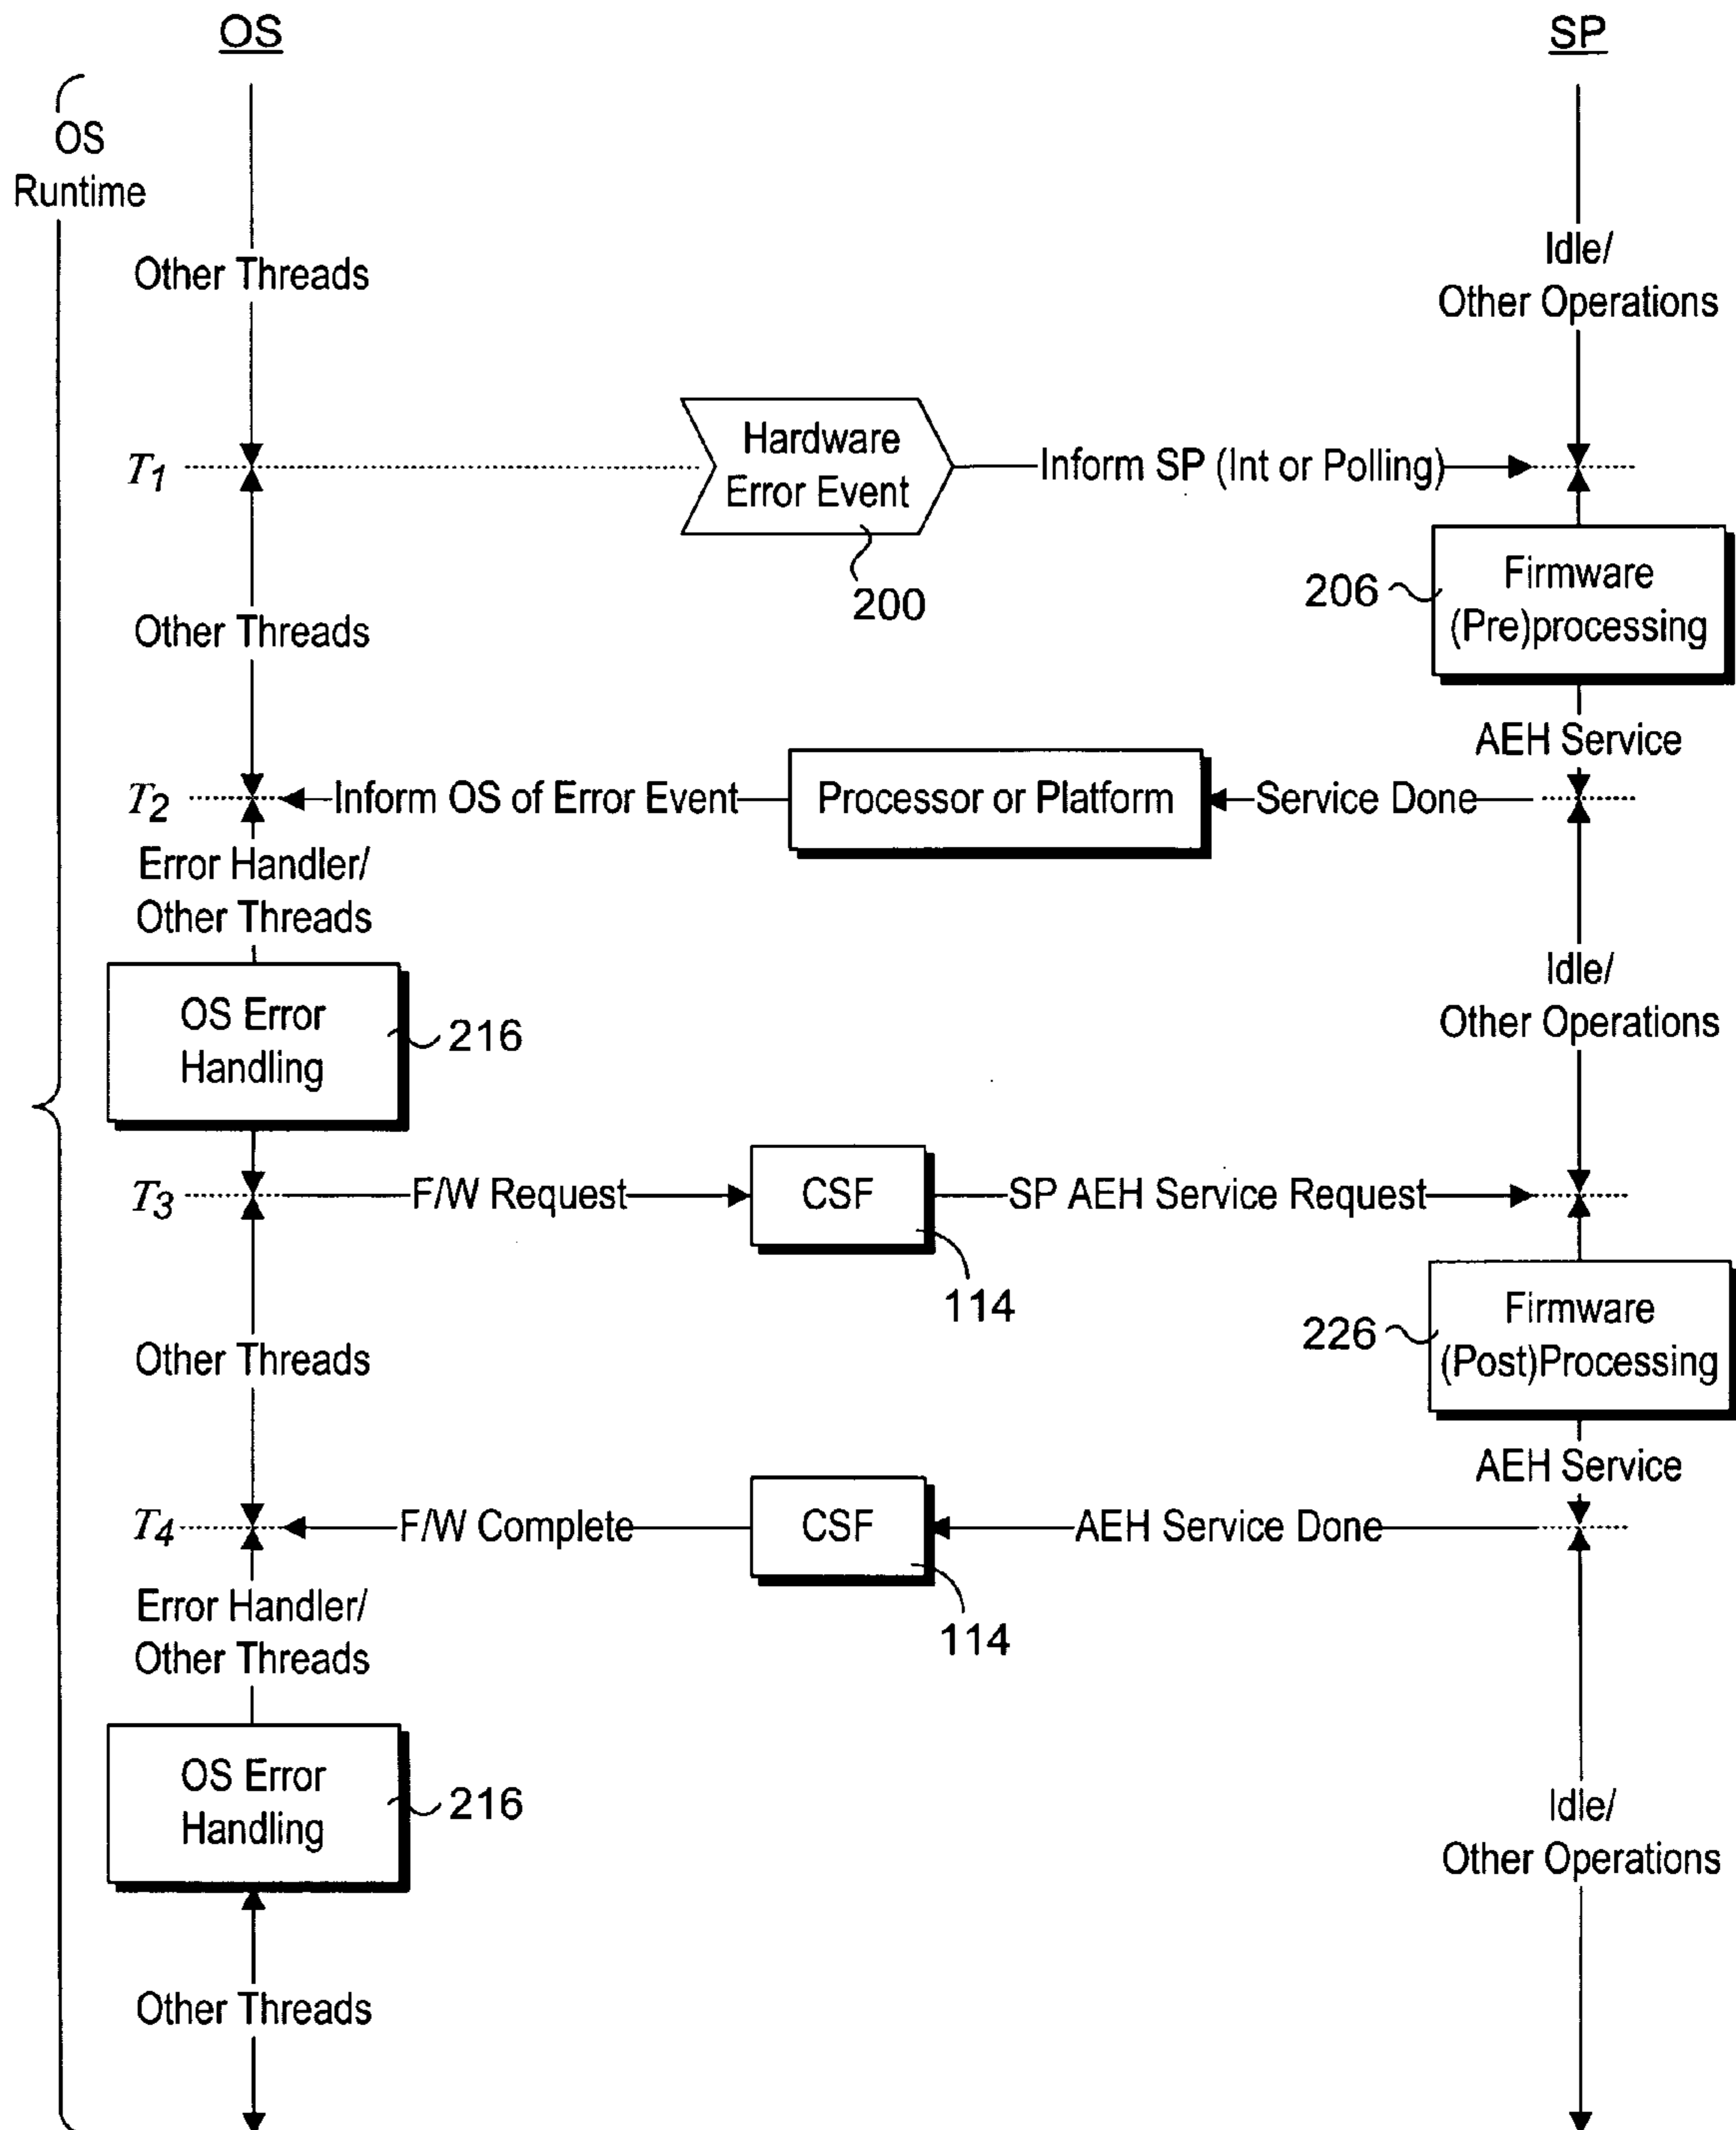 OS
SP
OS
Runtime
Other Threads
Idle/
Other Operations
T1
Hardware
Error Event
Inform SP (Int or Polling)
200
206
Firmware
(Pre)processing
Other Threads
AEH Service
T2
Inform OS of Error Event
Processor or Platform
Service Done
Error Handler/
Other Threads
Idle/
Other Operations
OS Error
Handling
216
T3
F/W Request
CSF
SP AEH Service Request
114
226
Firmware
(Post)Processing
Other Threads
AEH Service
T4
F/W Complete
CSF
AEH Service Done
114
Error Handler/
Other Threads
OS Error
Handling
216
Idle/
Other Operations
Other Threads